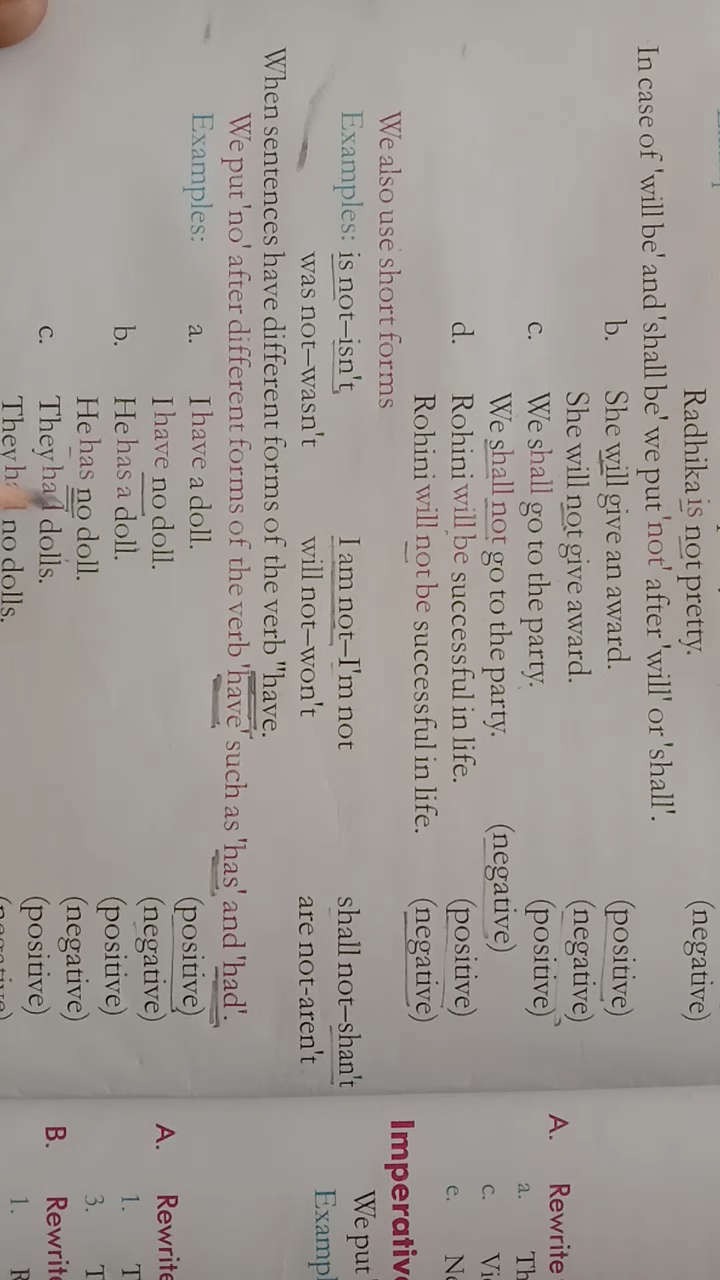 Radhika is not pretty. (negative)
In case of 'will be' and 'shall be' we put 'not' after 'will' or 'shall'.
b. She will give an award. (positive)
She will not give award. (negative)
c. We shall go to the party. (positive)
We shall not go to the party. (negative)
d. Rohini will be successful in life. (positive)
Rohini will not be successful in life. (negative)
We also use short forms
Examples: is not–isn't I am not–I'm not shall not–shan't
was not–wasn't will not–won't are not-aren't
When sentences have different forms of the verb "have.
We put 'no' after different forms of the verb 'have' such as 'has' and 'had'.
Examples:
a. I have a doll. (positive)
I have no doll. (negative)
b. He has a doll. (positive)
He has no doll. (negative)
c. They had dolls. (positive)
They no dolls. (negative)
A. Rewrite
a.
c.
e.
Imperativ
We put
Exampl
A. Rewrite
1.
3.
B. Rewrite
1.